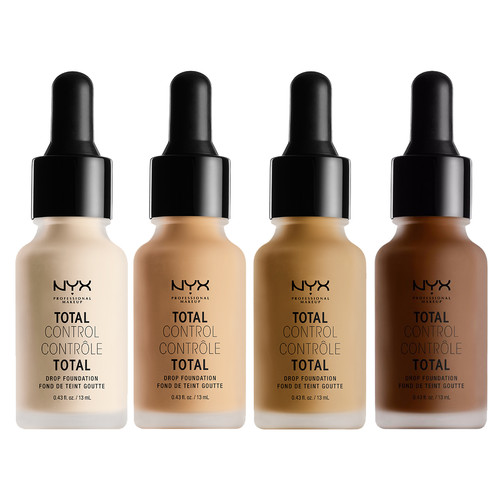 NYX
PROFESSIONAL
MAKEUP
TOTAL
CONTROL
CONTRÔLE
TOTAL
DROP FOUNDATION
FOND DE TEINT GOUTTE
0.43 fl. oz. / 13 mL
NYX
PROFESSIONAL
MAKEUP
TOTAL
CONTROL
CONTRÔLE
TOTAL
DROP FOUNDATION
FOND DE TEINT GOUTTE
0.43 fl. oz. / 13 mL
NYX
PROFESSIONAL
MAKEUP
TOTAL
CONTROL
CONTRÔLE
TOTAL
DROP FOUNDATION
FOND DE TEINT GOUTTE
0.43 fl. oz. / 13 mL
NYX
PROFESSIONAL
MAKEUP
TOTAL
CONTROL
CONTRÔLE
TOTAL
DROP FOUNDATION
FOND DE TEINT GOUTTE
0.43 fl. oz. / 13 mL